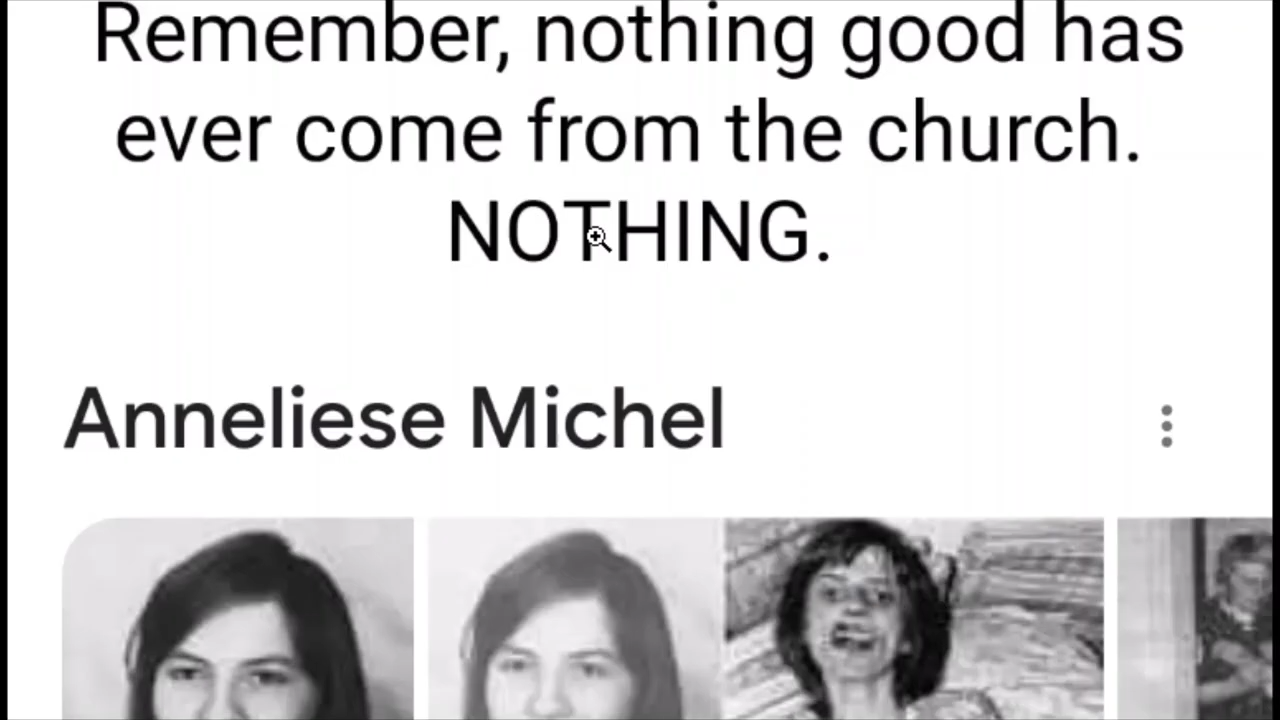 Remember, nothing good has
ever come from the church.
NOTHING.
Anneliese Michel